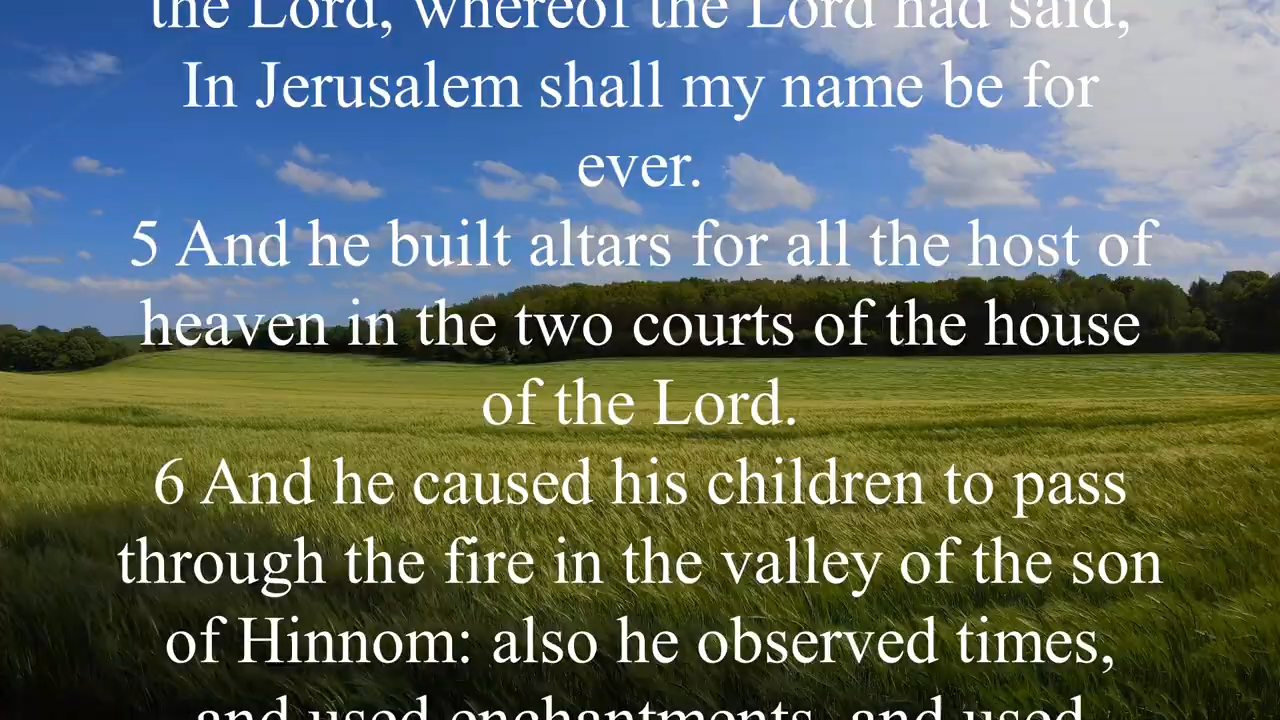 the Lord, whereof the Lord had said,
In Jerusalem shall my name be for
ever.
5 And he built altars for all the host of
heaven in the two courts of the house
of the Lord.
6 And he caused his children to pass
through the fire in the valley of the son
of Hinnom: also he observed times,
and used enchantments, and used